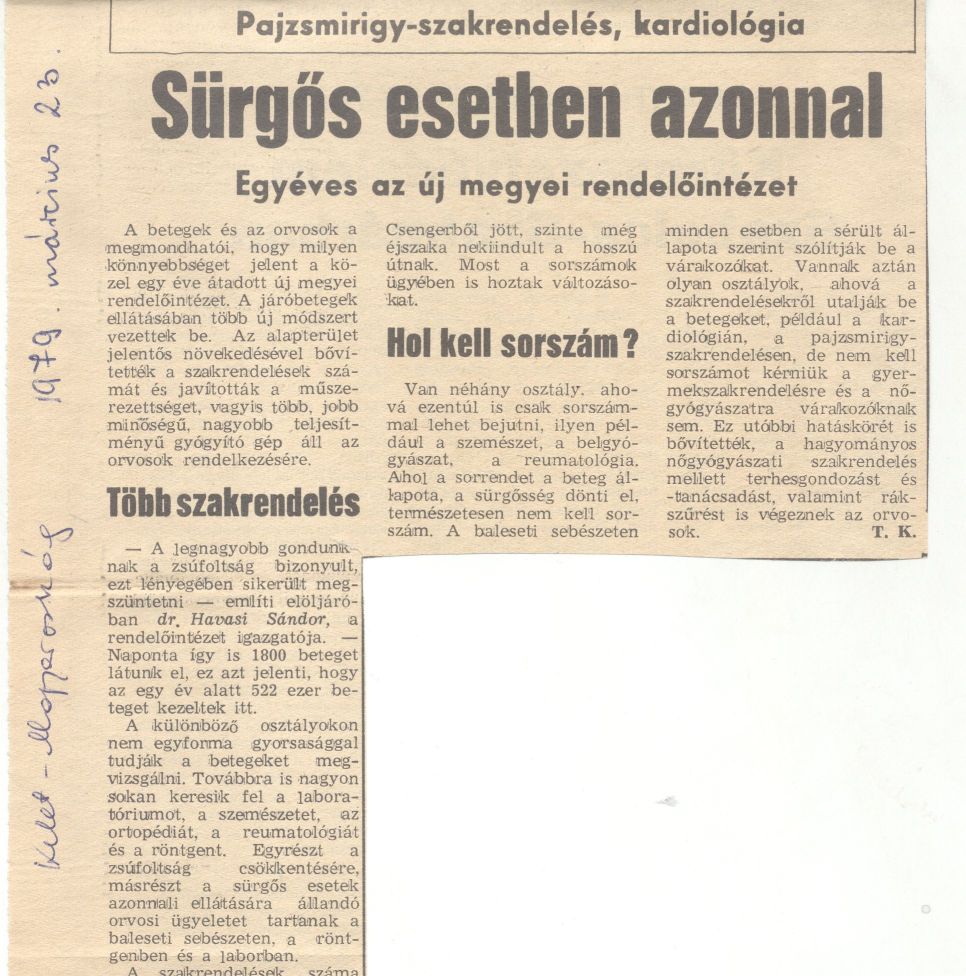 Pajzsmirigy-szakrendelés, kardiológia
Sürgős esetben azonnal
Egyéves az új megyei rendelőintézet
A betegek és az orvosok a
megmondhatói, hogy milyen
könnyebbséget jelent a kö-
zel egy éve átadott új megyei
rendelőintézet. A járóbetegek
ellátásában több új módszert
vezettek be. Az alapterület
jelentős növelkedésével bőví-
tették a szakrendelések szá-
mát és javították a műsze-
rezettséget, vagyis több, jobb
minőségű, nagyobb teljesít-
ményű gyógyító gép áll az
orvosok rendelkezésére.
Több szakrendelés
— A legnagyobb gondunk-
nak a zsúfoltság bizonyult,
ezt lényegében sikerült meg-
szüntetni — említi elöljáró-
ban dr. Havasi Sándor, a
rendelőintézet igazgatója. —
Naponta így is 1800 beteget
látunk el, ez azt jelenti, hogy
az egy év alatt 522 ezer be-
teget kezeltek itt.
A különböző osztályokon
nem egyforma gyorsasággal
tudják a betegeket meg-
vizsgálni. Továbbra is nagyon
sokan keresik fel a labora-
tóriumot, a szemészetet, az
ortopédiát, a reumatológiát
és a röntgent. Egyrészt a
zsúfoltság csökkentésére,
másrészt a sürgős esetek
azonnali ellátására állandó
orvosi ügyeletet tartanak a
baleseti sebészeten, a rönt-
genben és a laborban.
A szakrendelések száma
Csengerből jött, szinte még
éjszaka nekiindult a hosszú
útnak. Most a sorszámok
ügyében is hoztak változáso-
kat.
Hol kell sorszám?
Van néhány osztály, aho-
vá ezentúl is csak sorszám-
mal lehet bejutni, ilyen pél-
dául a szemészet, a belgyó-
gyászat, a reumatológia.
Ahol a sorrendet a beteg ál-
lapota, a sürgősség dönti el,
természetesen nem kell sor-
szám. A baleseti sebészeten
minden esetben a sérült ál-
lapota szerint szólítják be a
várakozókat. Vannak aztán
olyan osztályok, ahová a
szakrendelésekről utalják be
a betegeket, például a kar-
diológián, a pajzsmirigy-
szakrendelésen, de nem kell
sorszámot kérniük a gyer-
mekszakrendelésre és a nő-
gyógyászatra várakozóknak
sem. Ez utóbbi hatáskörét is
bővítették, a hagyományos
nőgyógyászati szakrendelés
mellett terhesgondozást és
-tanácsadást, valamint rák-
szűrést is végeznek az orvo-
sok. T. K.
Kelet-Magyarország 1979. március 23.